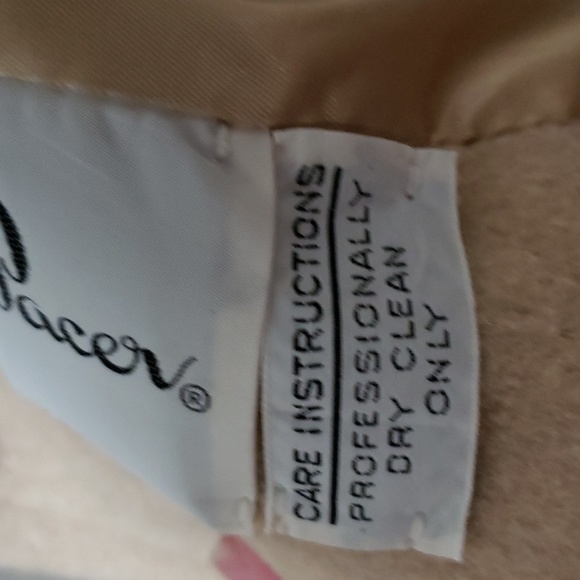 Pacer®
CARE INSTRUCTIONS
PROFESSIONALLY
DRY CLEAN
ONLY